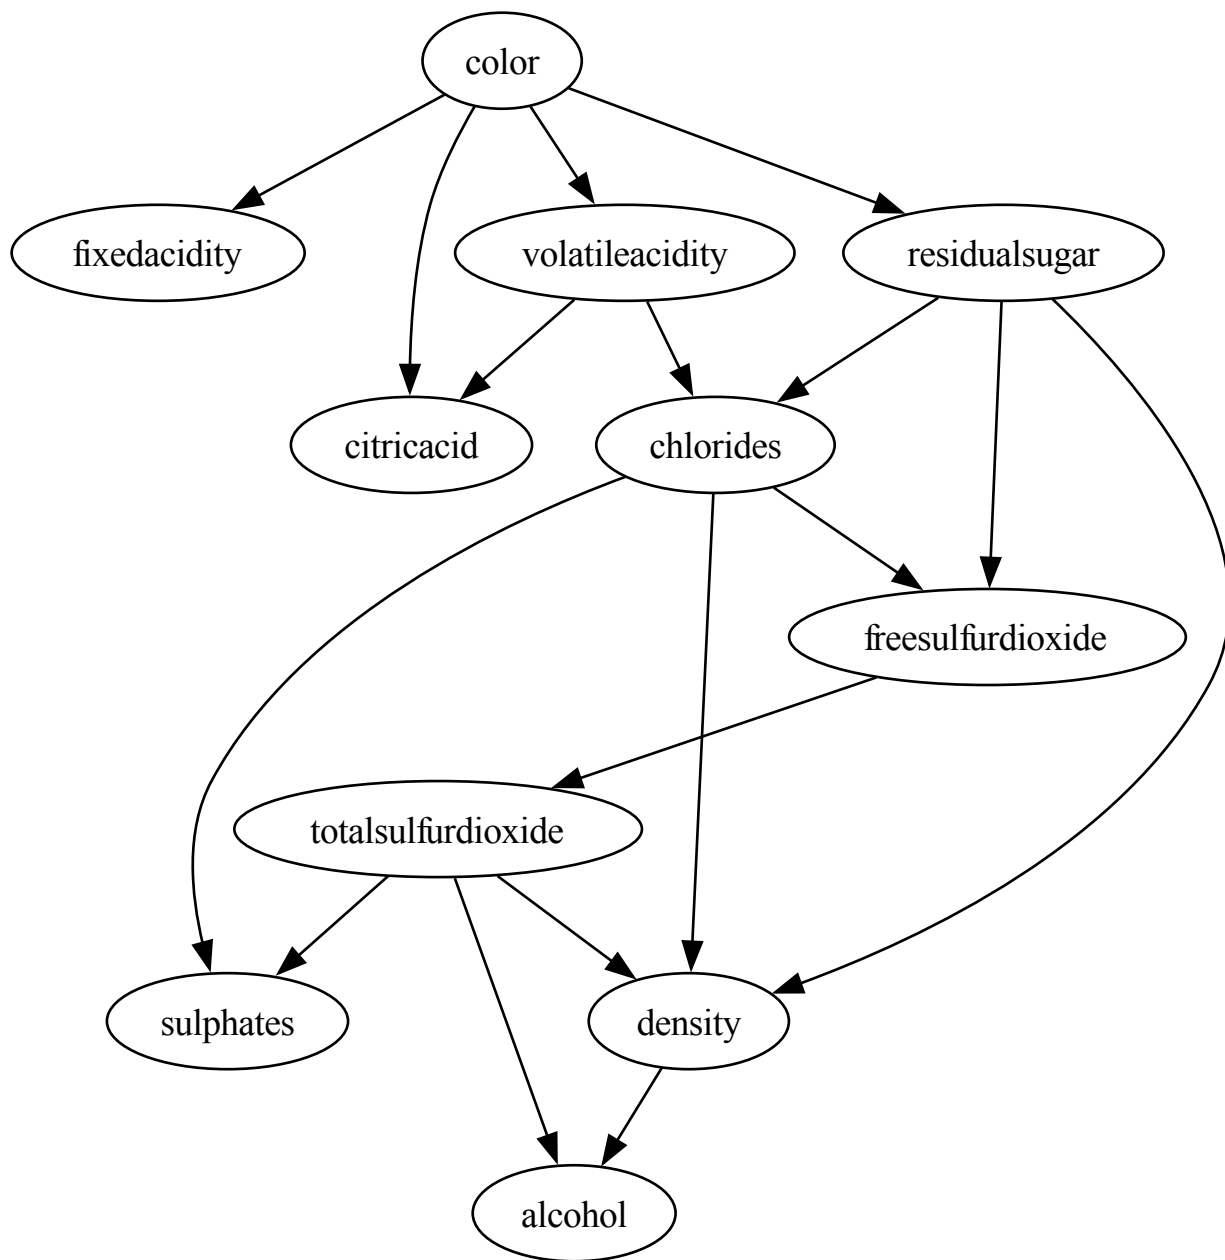 color
fixedacidity
volatileacidity
residualsugar
citricacid
chlorides
freesulfurdioxide
totalsulfurdioxide
sulphates
density
alcohol